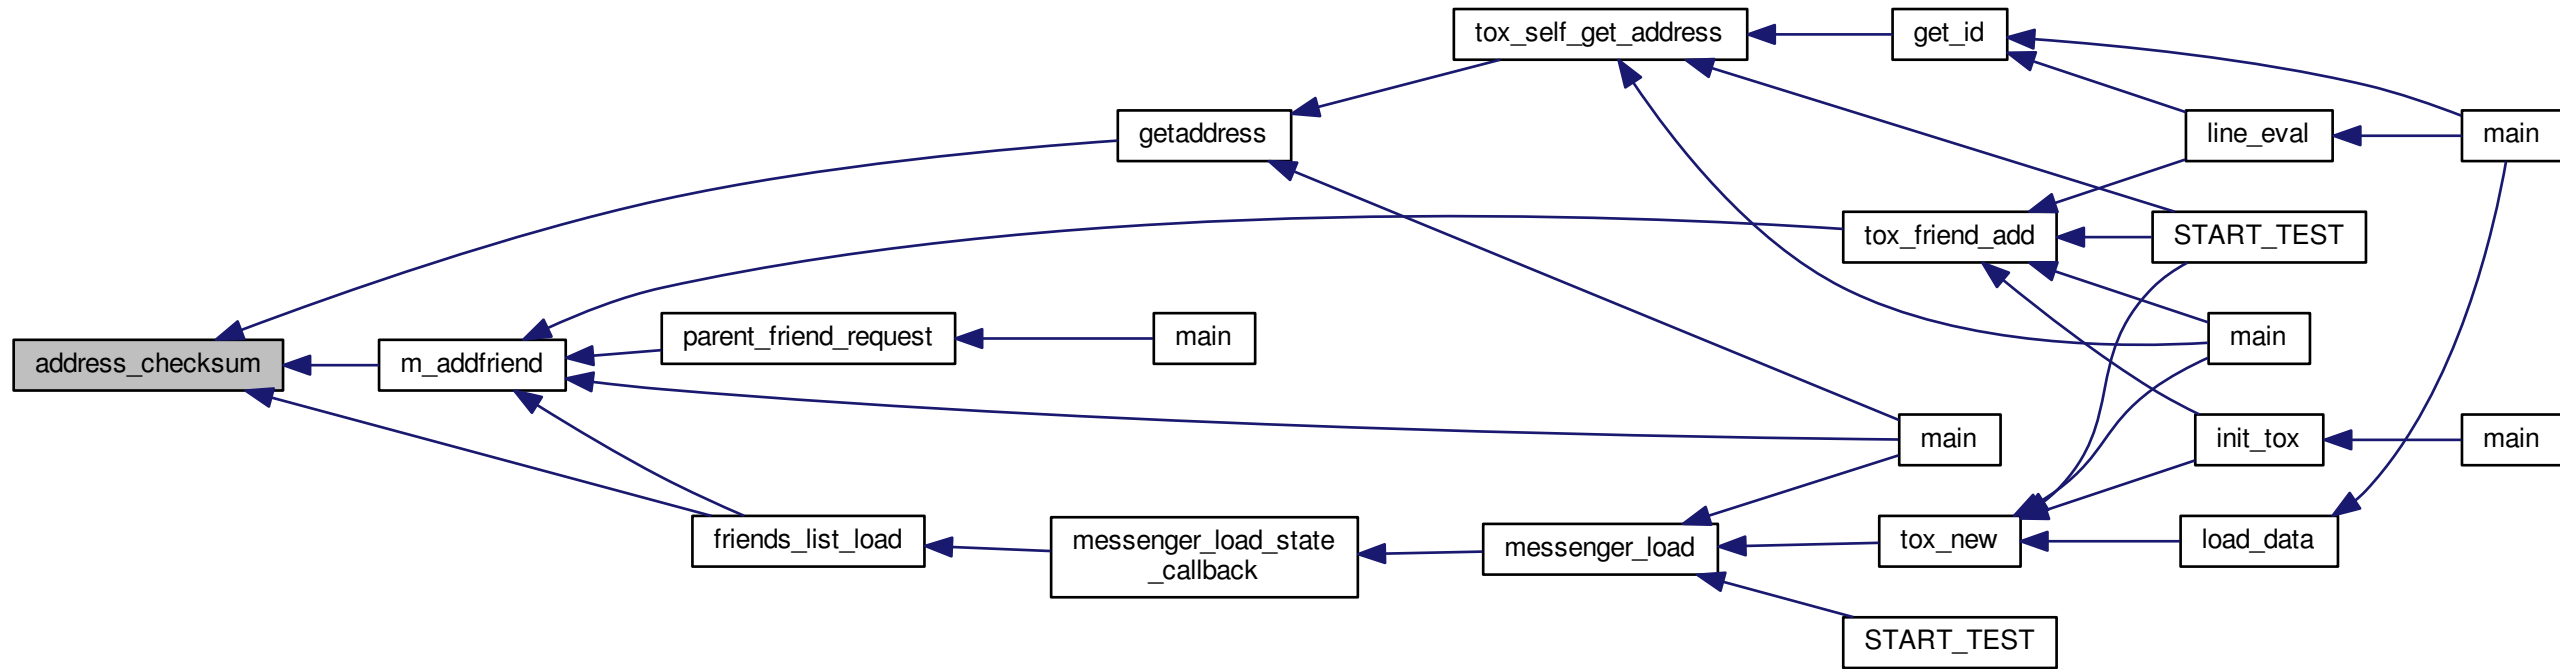 tox_self_get_address
get_id
getaddress
line_eval
main
tox_friend_add
START_TEST
parent_friend_request
main
main
address_checksum
m_addfriend
main
init_tox
main
friends_list_load
messenger_load_state
_callback
messenger_load
tox_new
load_data
START_TEST